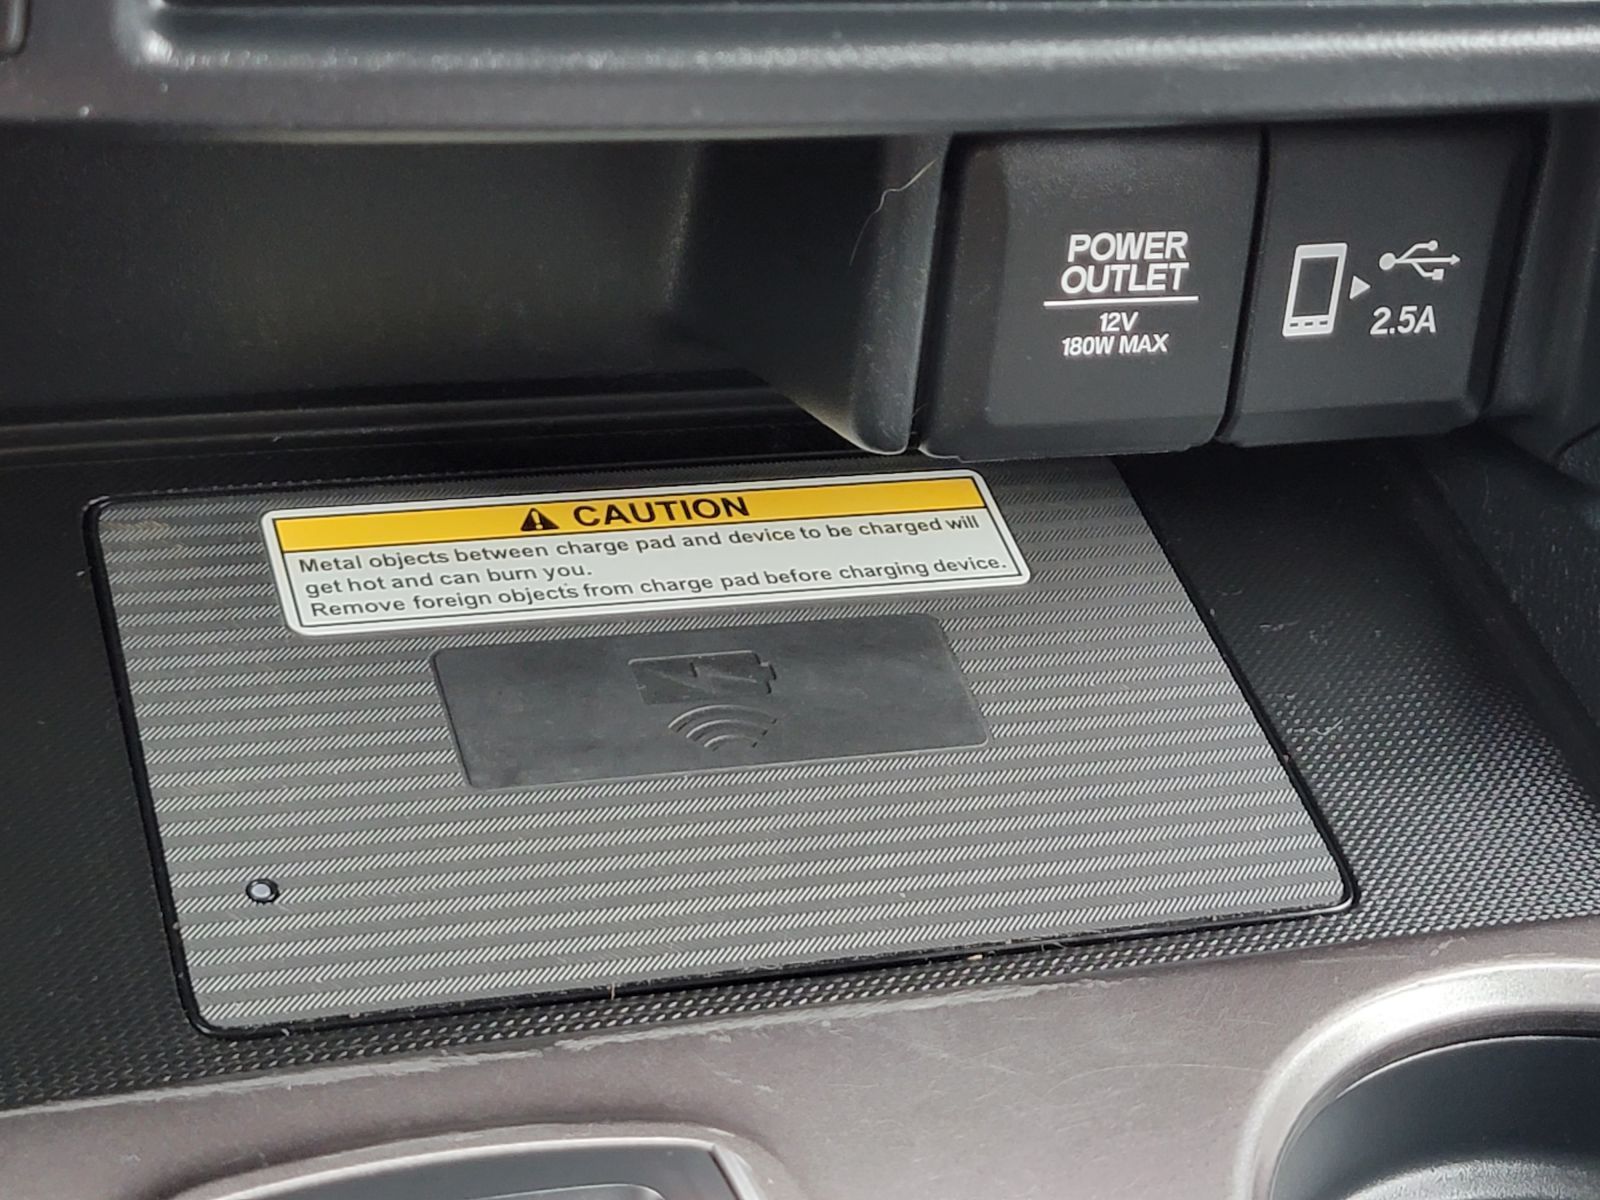 POWER
OUTLET
12V
180W MAX
2.5A
CAUTION
Metal objects between charge pad and device to be charged will
get hot and can burn you.
Remove foreign objects from charge pad before charging device.